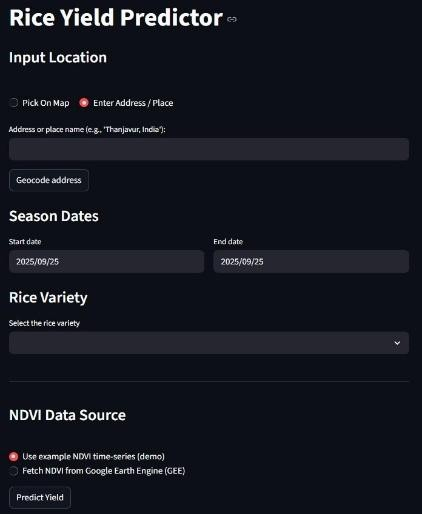 Rice Yield Predictor
Input Location
Pick On Map Enter Address / Place
Address or place name (e.g., 'Thanjavur, India'):
Geocode address
Season Dates
Start date End date
2025/09/25 2025/09/25
Rice Variety
Select the rice variety
NDVI Data Source
Use example NDVI time-series (demo)
Fetch NDVI from Google Earth Engine (GEE)
Predict Yield